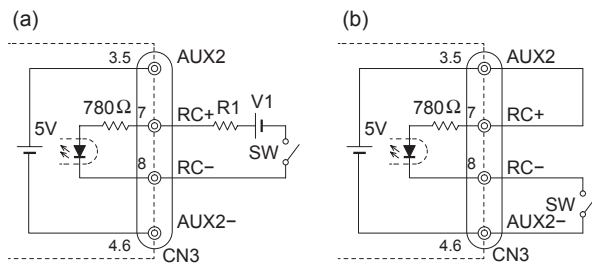 (a)
3.5 AUX2
780Ω 7 RC+ R1 V1
5V
8 RC− SW
AUX2−
4.6 CN3
(b)
3.5 AUX2
780Ω 7 RC+
5V
8 RC−
SW
AUX2−
4.6 CN3